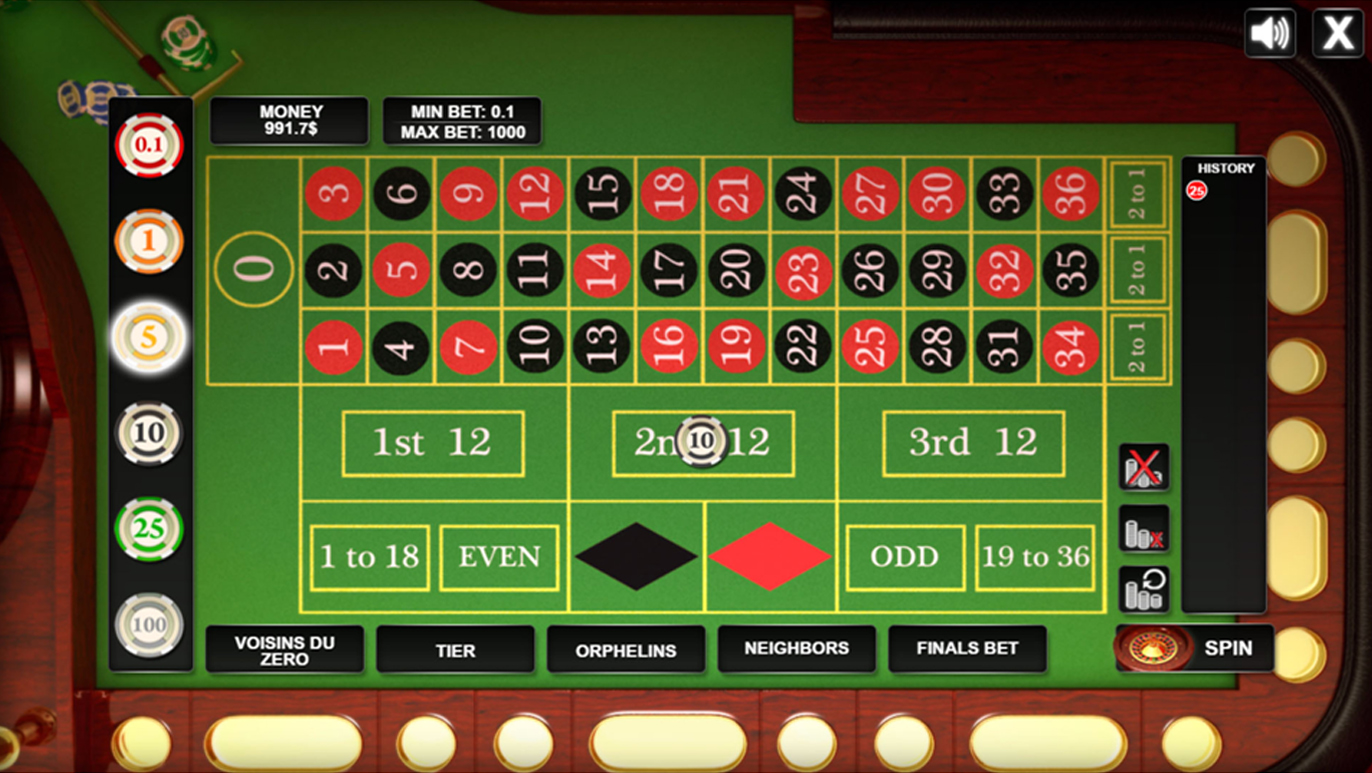 X
MONEY
991.7$
MIN BET: 0.1
MAX BET: 1000
HISTORY
25
0.1
1
5
10
25
100
3 6 9 12 15 18 21 24 27 30 33 36 2 to 1
0
2 5 8 11 14 17 20 23 26 29 32 35 2 to 1
1 4 7 10 13 16 19 22 25 28 31 34 2 to 1
1st 12
2n 10 12
3rd 12
1 to 18
EVEN
ODD
19 to 36
VOISINS DU
ZERO
TIER
ORPHELINS
NEIGHBORS
FINALS BET
SPIN